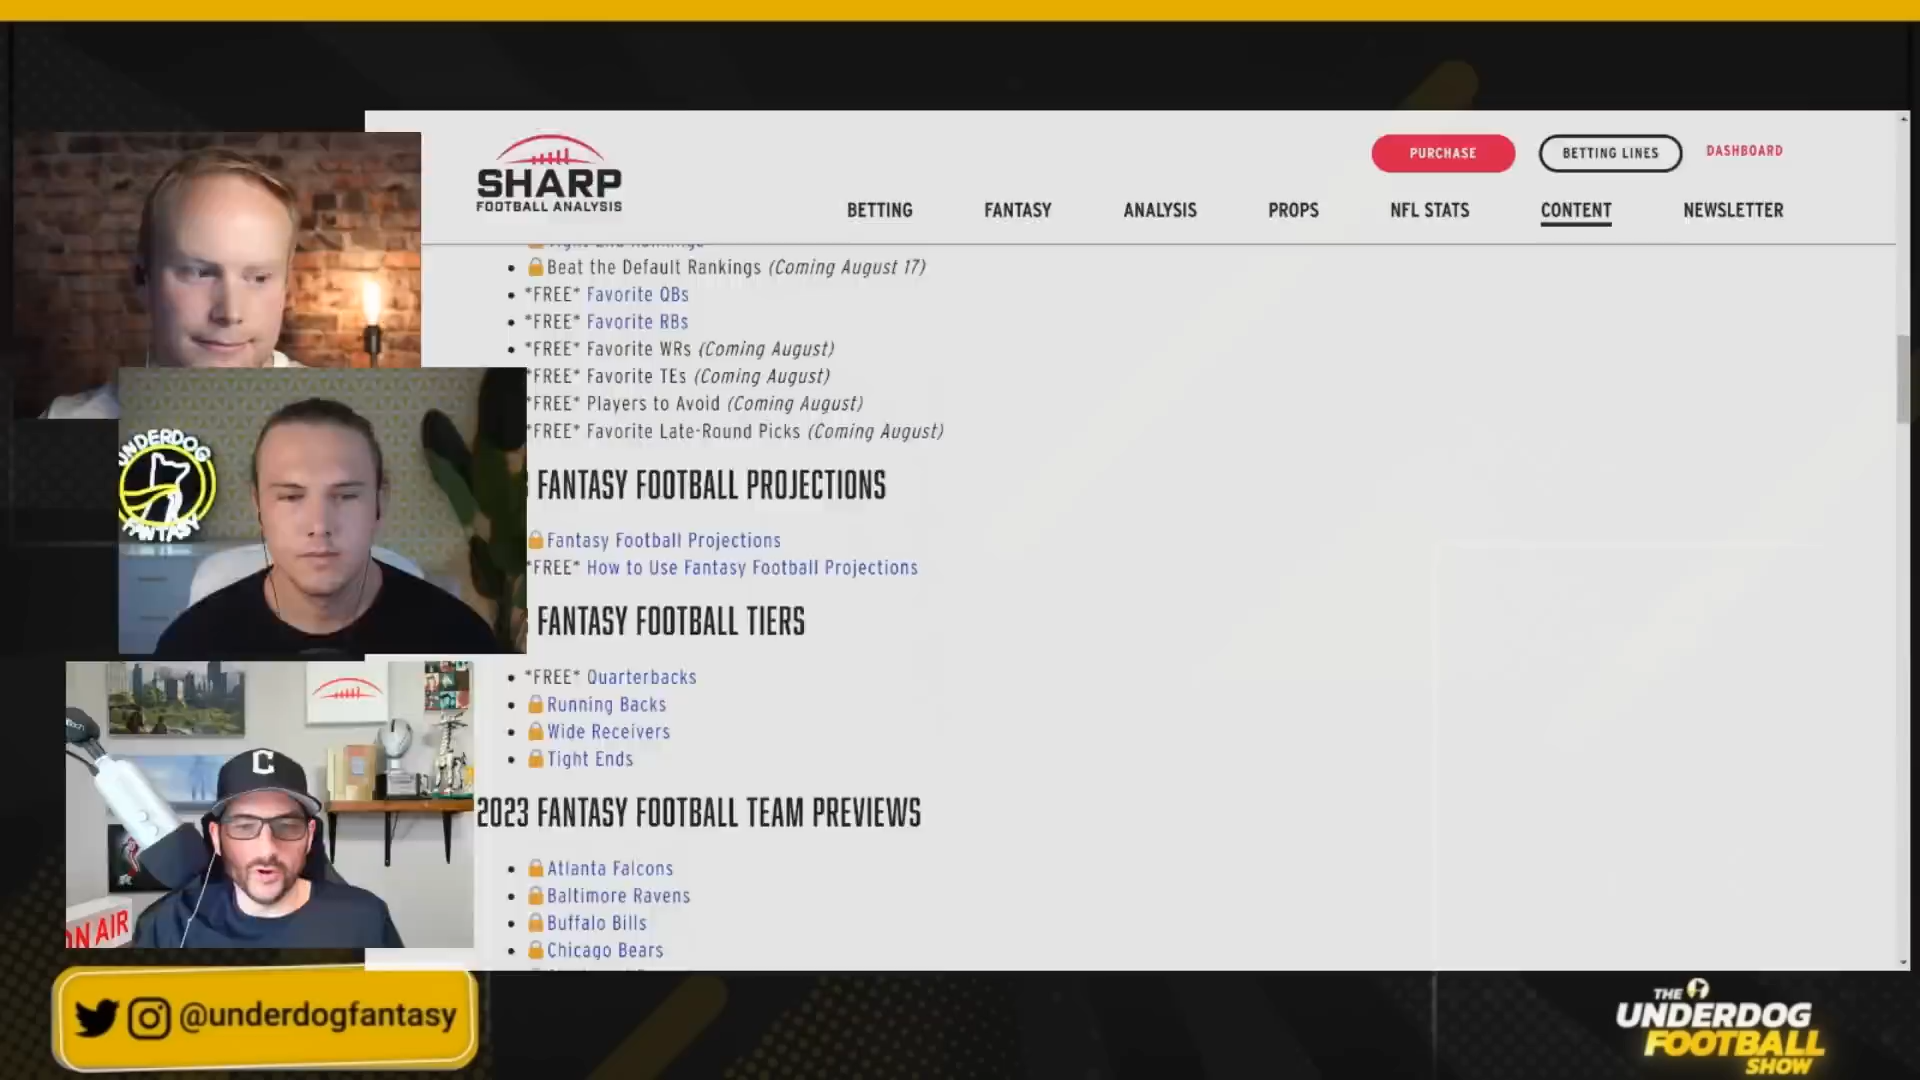 SHARP
FOOTBALL ANALYSIS
PURCHASE
BETTING LINES
DASHBOARD
BETTING
FANTASY
ANALYSIS
PROPS
NFL STATS
CONTENT
NEWSLETTER
Beat the Default Rankings (Coming August 17)
*FREE* Favorite QBs
*FREE* Favorite RBs
*FREE* Favorite WRs (Coming August)
*FREE* Favorite TEs (Coming August)
*FREE* Players to Avoid (Coming August)
*FREE* Favorite Late-Round Picks (Coming August)
FANTASY FOOTBALL PROJECTIONS
Fantasy Football Projections
*FREE* How to Use Fantasy Football Projections
FANTASY FOOTBALL TIERS
*FREE* Quarterbacks
Running Backs
Wide Receivers
Tight Ends
2023 FANTASY FOOTBALL TEAM PREVIEWS
Atlanta Falcons
Baltimore Ravens
Buffalo Bills
Chicago Bears
UNDERDOG
FANTASY
C
ON AIR
@underdogfantasy
THE
UNDERDOG
FOOTBALL
SHOW